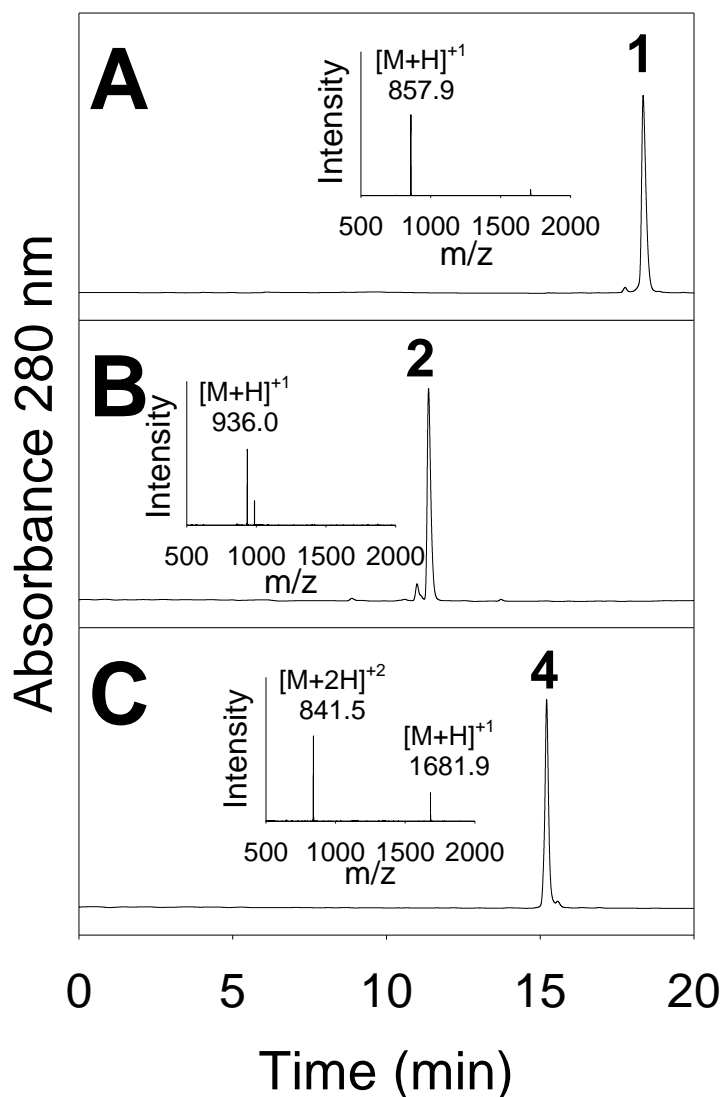 Absorbance 280 nm
A
1
[M+H]+1
857.9
Intensity
500 1000 1500 2000
m/z
B
2
[M+H]+1
936.0
Intensity
500 1000 1500 2000
m/z
C
4
[M+2H]+2
841.5
[M+H]+1
1681.9
Intensity
500 1000 1500 2000
m/z
0 5 10 15 20
Time (min)